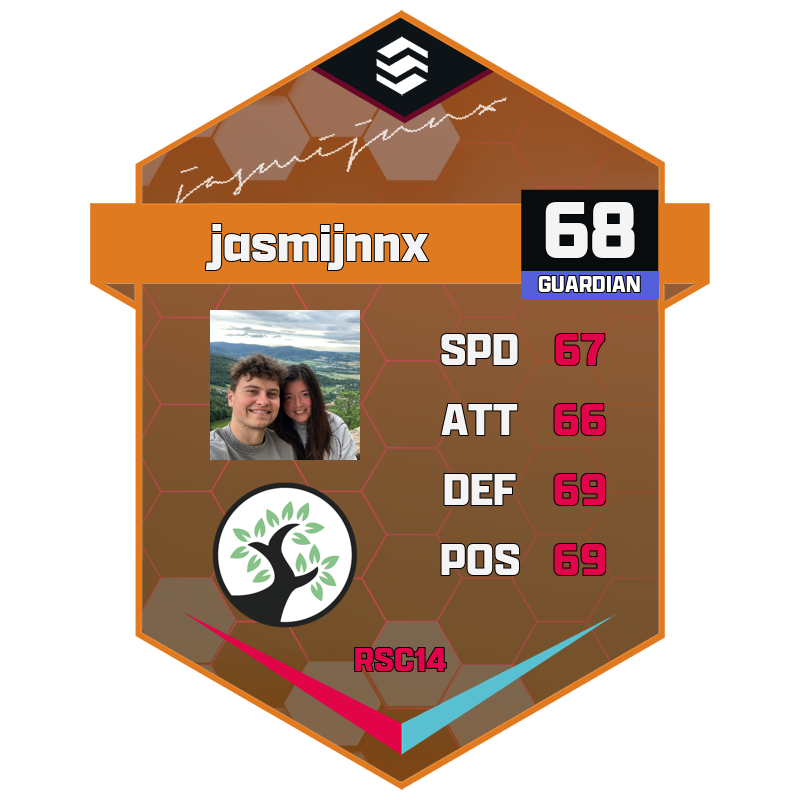 jasmijnnx
jasmijnnx
68
GUARDIAN
SPD 67
ATT 66
DEF 69
POS 69
RSC14